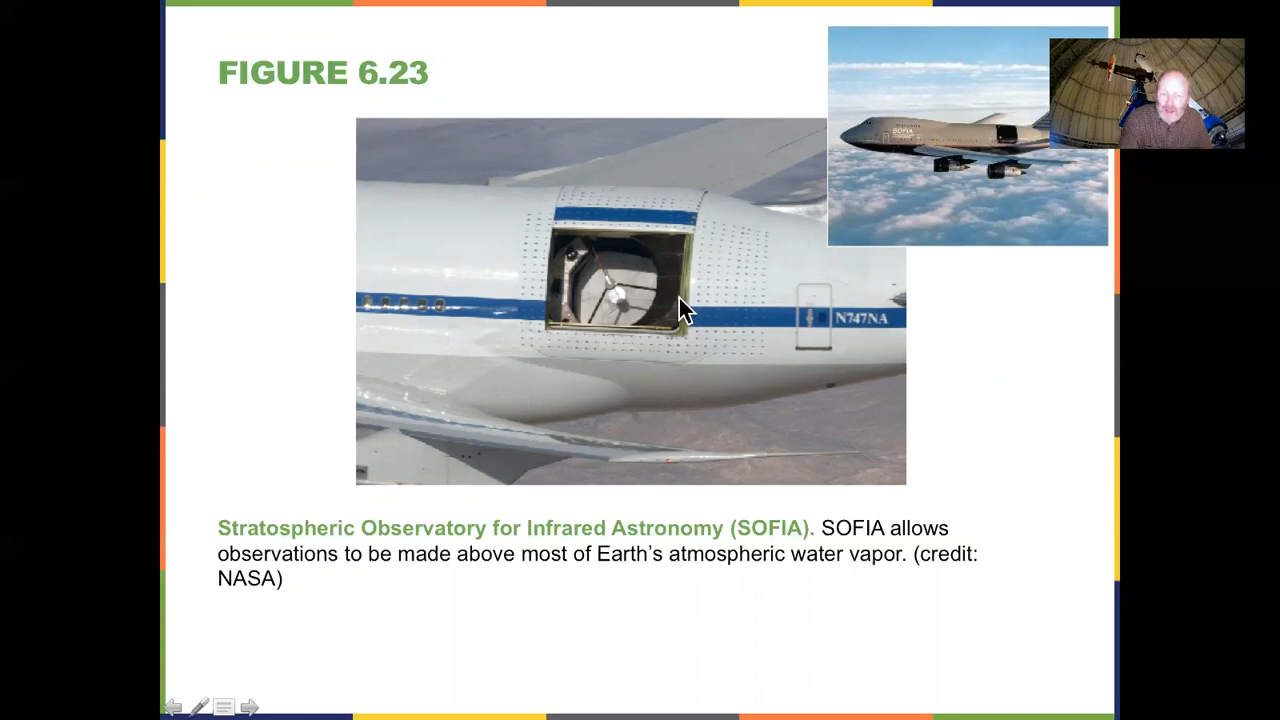 FIGURE 6.23
SOFIA
N747NA
Stratospheric Observatory for Infrared Astronomy (SOFIA). SOFIA allows
observations to be made above most of Earth's atmospheric water vapor. (credit:
NASA)